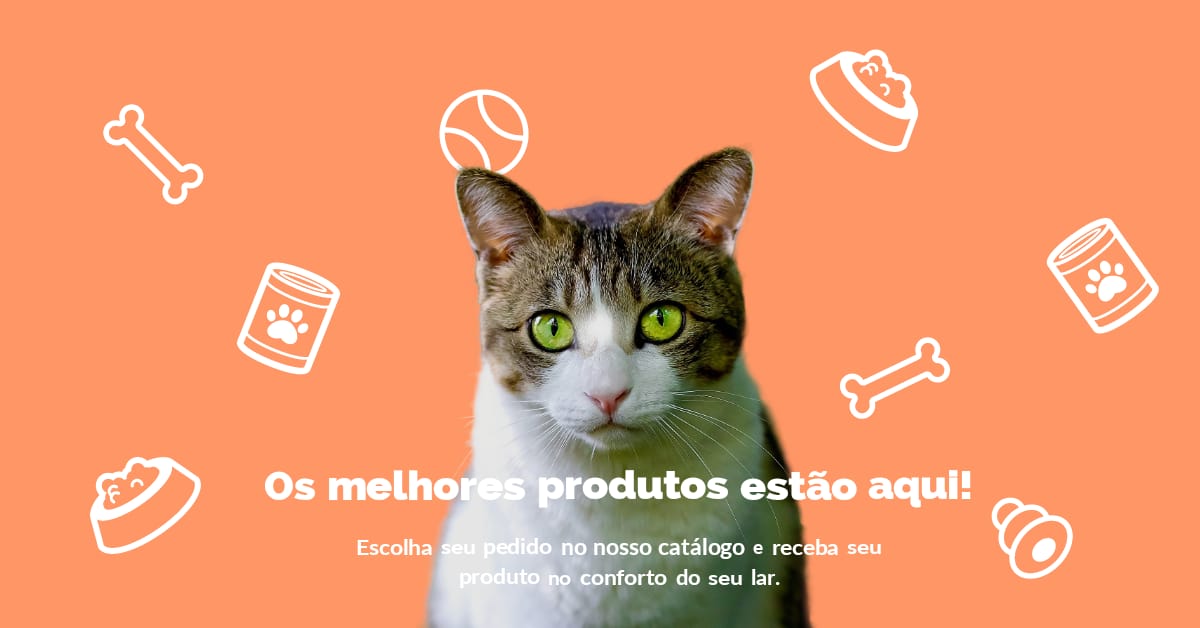 Os melhores produtos estão aqui!
Escolha seu pedido no nosso catálogo e receba seu
produto no conforto do seu lar.